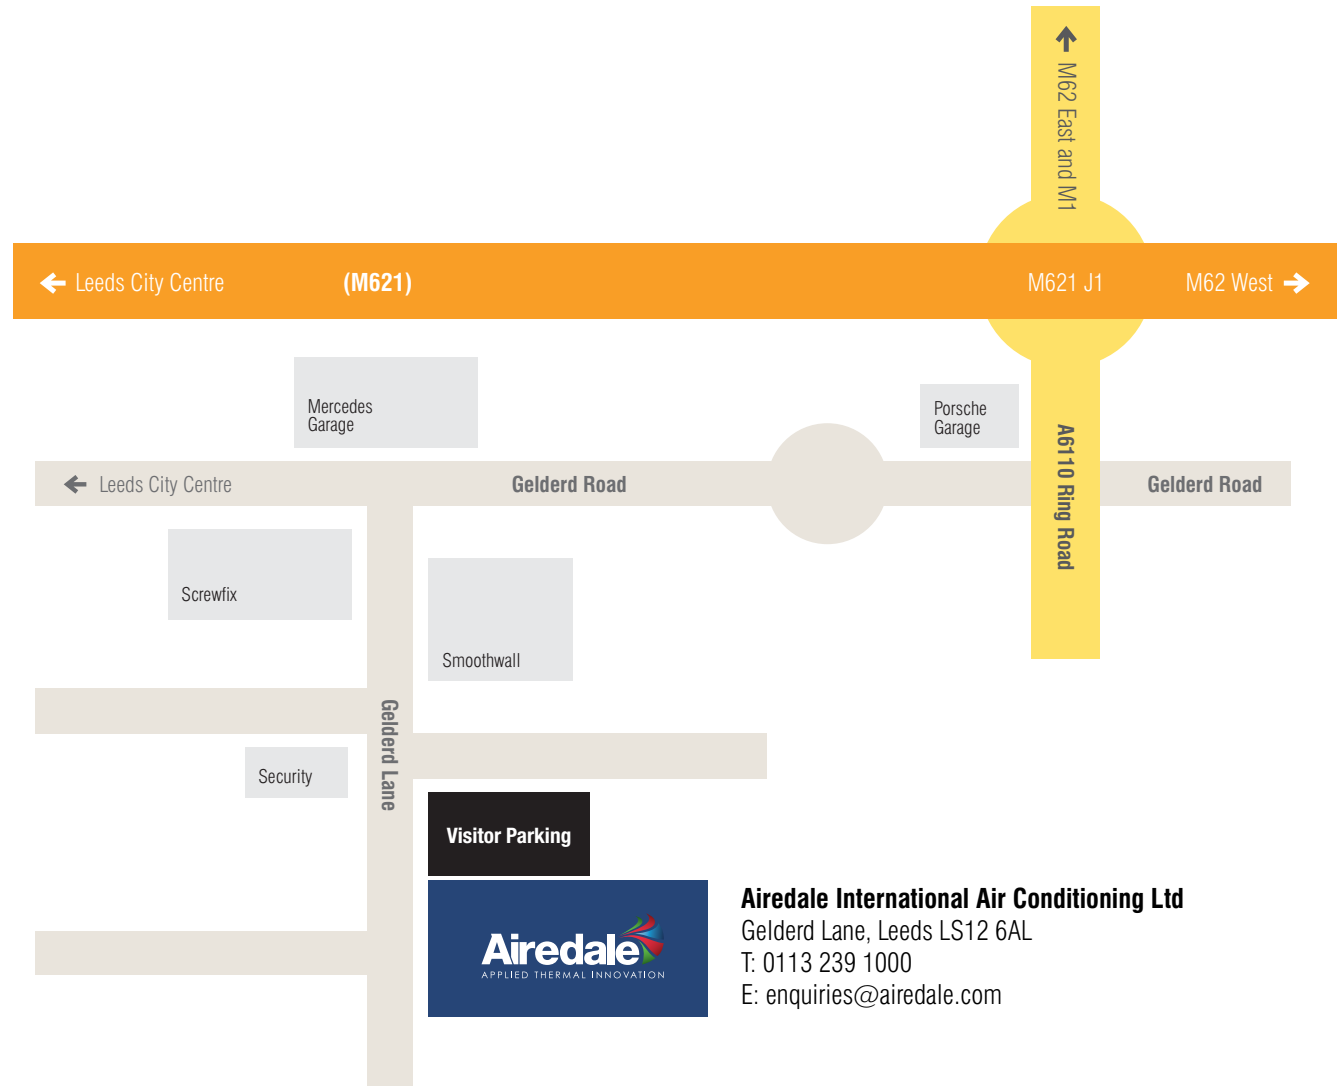 M62 East and M1
Leeds City Centre
(M621)
M621 J1
M62 West
Mercedes
Garage
Porsche
Garage
A6110 Ring Road
Leeds City Centre
Gelderd Road
Gelderd Road
Screwfix
Smoothwall
Gelderd Lane
Security
Visitor Parking
Airedale
APPLIED THERMAL INNOVATION
Airedale International Air Conditioning Ltd
Gelderd Lane, Leeds LS12 6AL
T: 0113 239 1000
E: enquiries@airedale.com